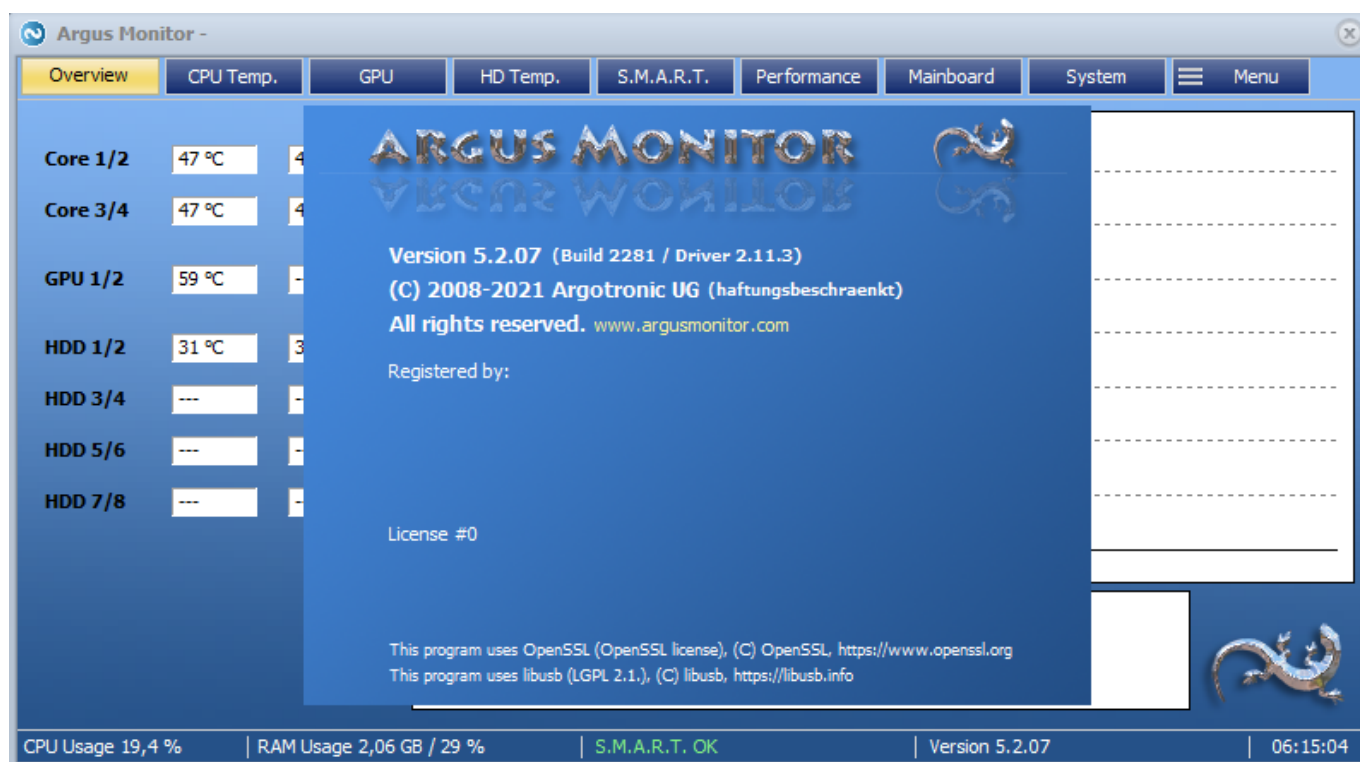 Argus Monitor -
Overview CPU Temp. GPU HD Temp. S.M.A.R.T. Performance Mainboard System Menu
ARGUS MONITOR
Core 1/2 47 °C 4
Core 3/4 47 °C 4
Version 5.2.07 (Build 2281 / Driver 2.11.3)
GPU 1/2 59 °C --
(C) 2008-2021 Argotronic UG (haftungsbeschraenkt)
All rights reserved. www.argusmonitor.com
HDD 1/2 31 °C 3
Registered by:
HDD 3/4 --- -
HDD 5/6 --- -
HDD 7/8 --- --
License #0
This program uses OpenSSL (OpenSSL license), (C) OpenSSL, https://www.openssl.org
This program uses libusb (LGPL 2.1.), (C) libusb, https://libusb.info
CPU Usage 19,4 % RAM Usage 2,06 GB / 29 % S.M.A.R.T. OK Version 5.2.07 06:15:04